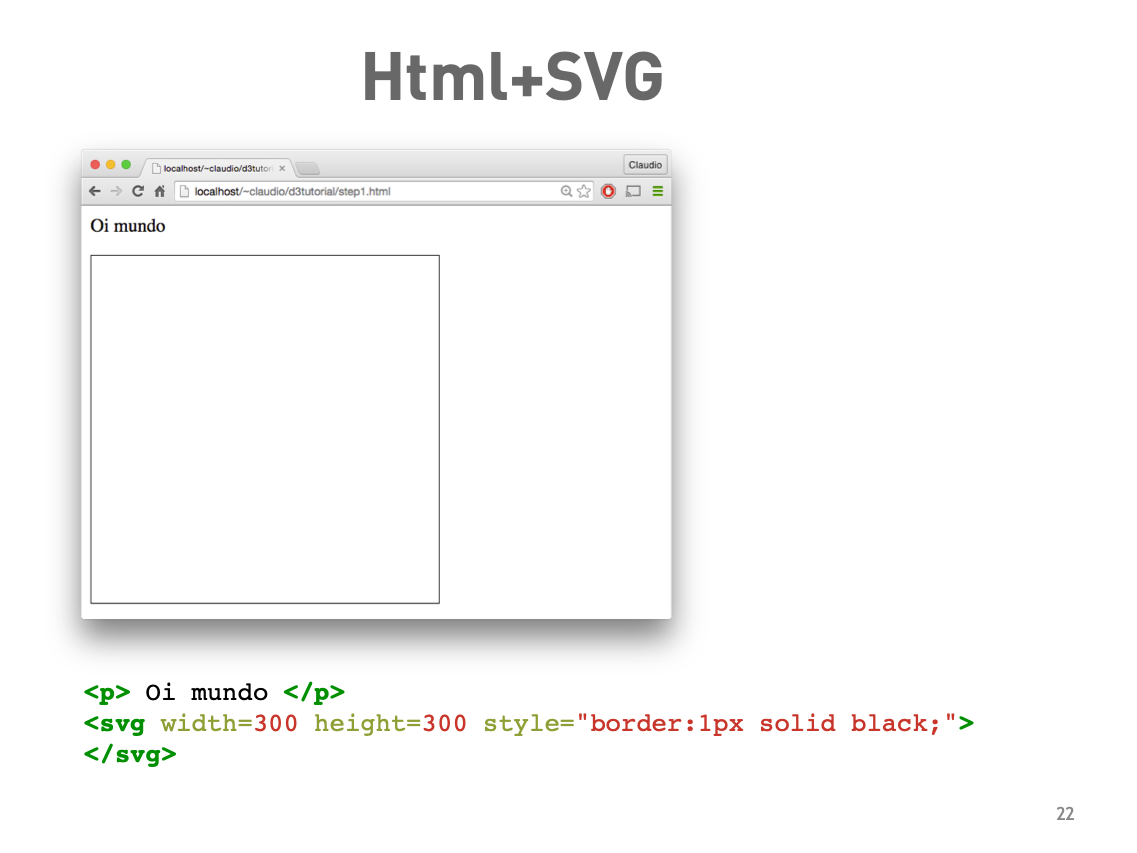 Html+SVG
localhost/~claudio/d3tutori
Claudio
localhost/~claudio/d3tutorial/step1.html
Oi mundo
<p> Oi mundo </p>
<svg width=300 height=300 style="border:1px solid black;">
</svg>
22